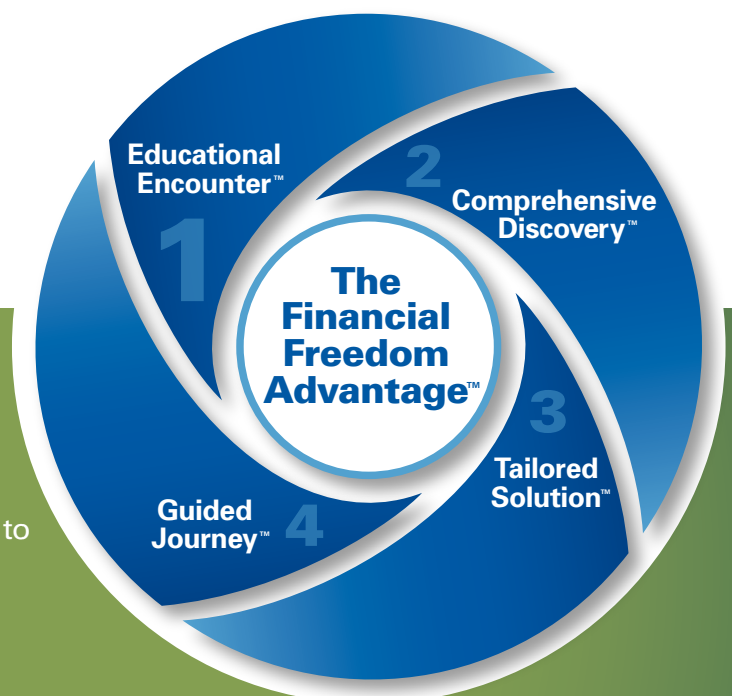 Educational
Encounter™
1
2
Comprehensive
Discovery™
The
Financial
Freedom
Advantage™
3
Tailored
Solution™
Guided
Journey™
4
to